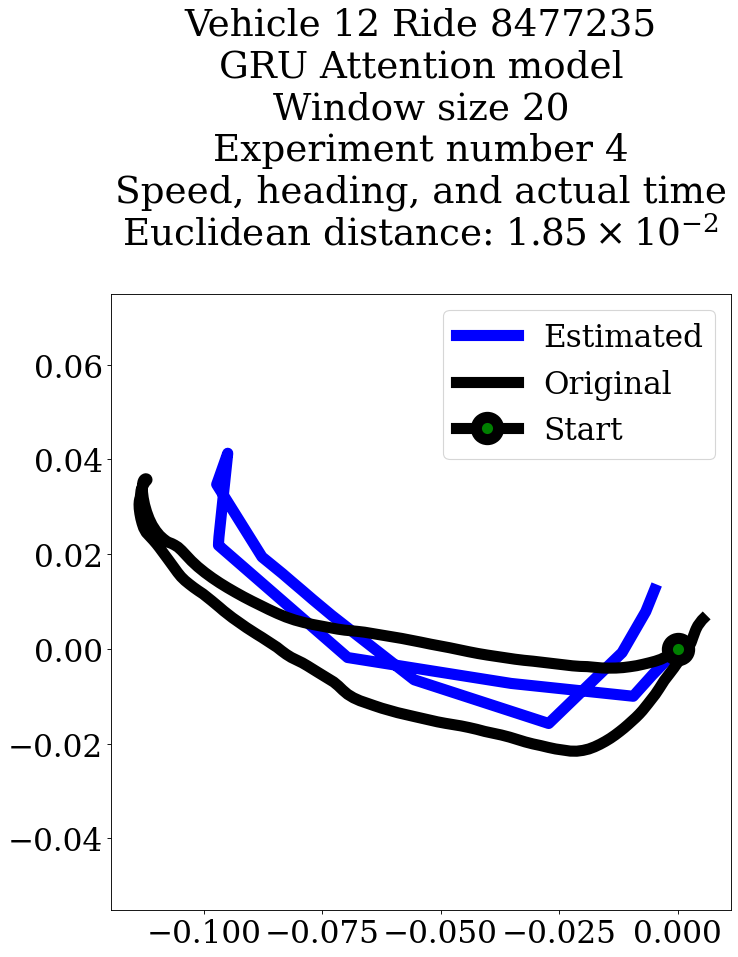 Vehicle 12 Ride 8477235
GRU Attention model
Window size 20
Experiment number 4
Speed, heading, and actual time
Euclidean distance: 1.85 × 10⁻²
Estimated
Original
Start
0.06
0.04
0.02
0.00
−0.02
−0.04
−0.100 −0.075 −0.050 −0.025 0.000